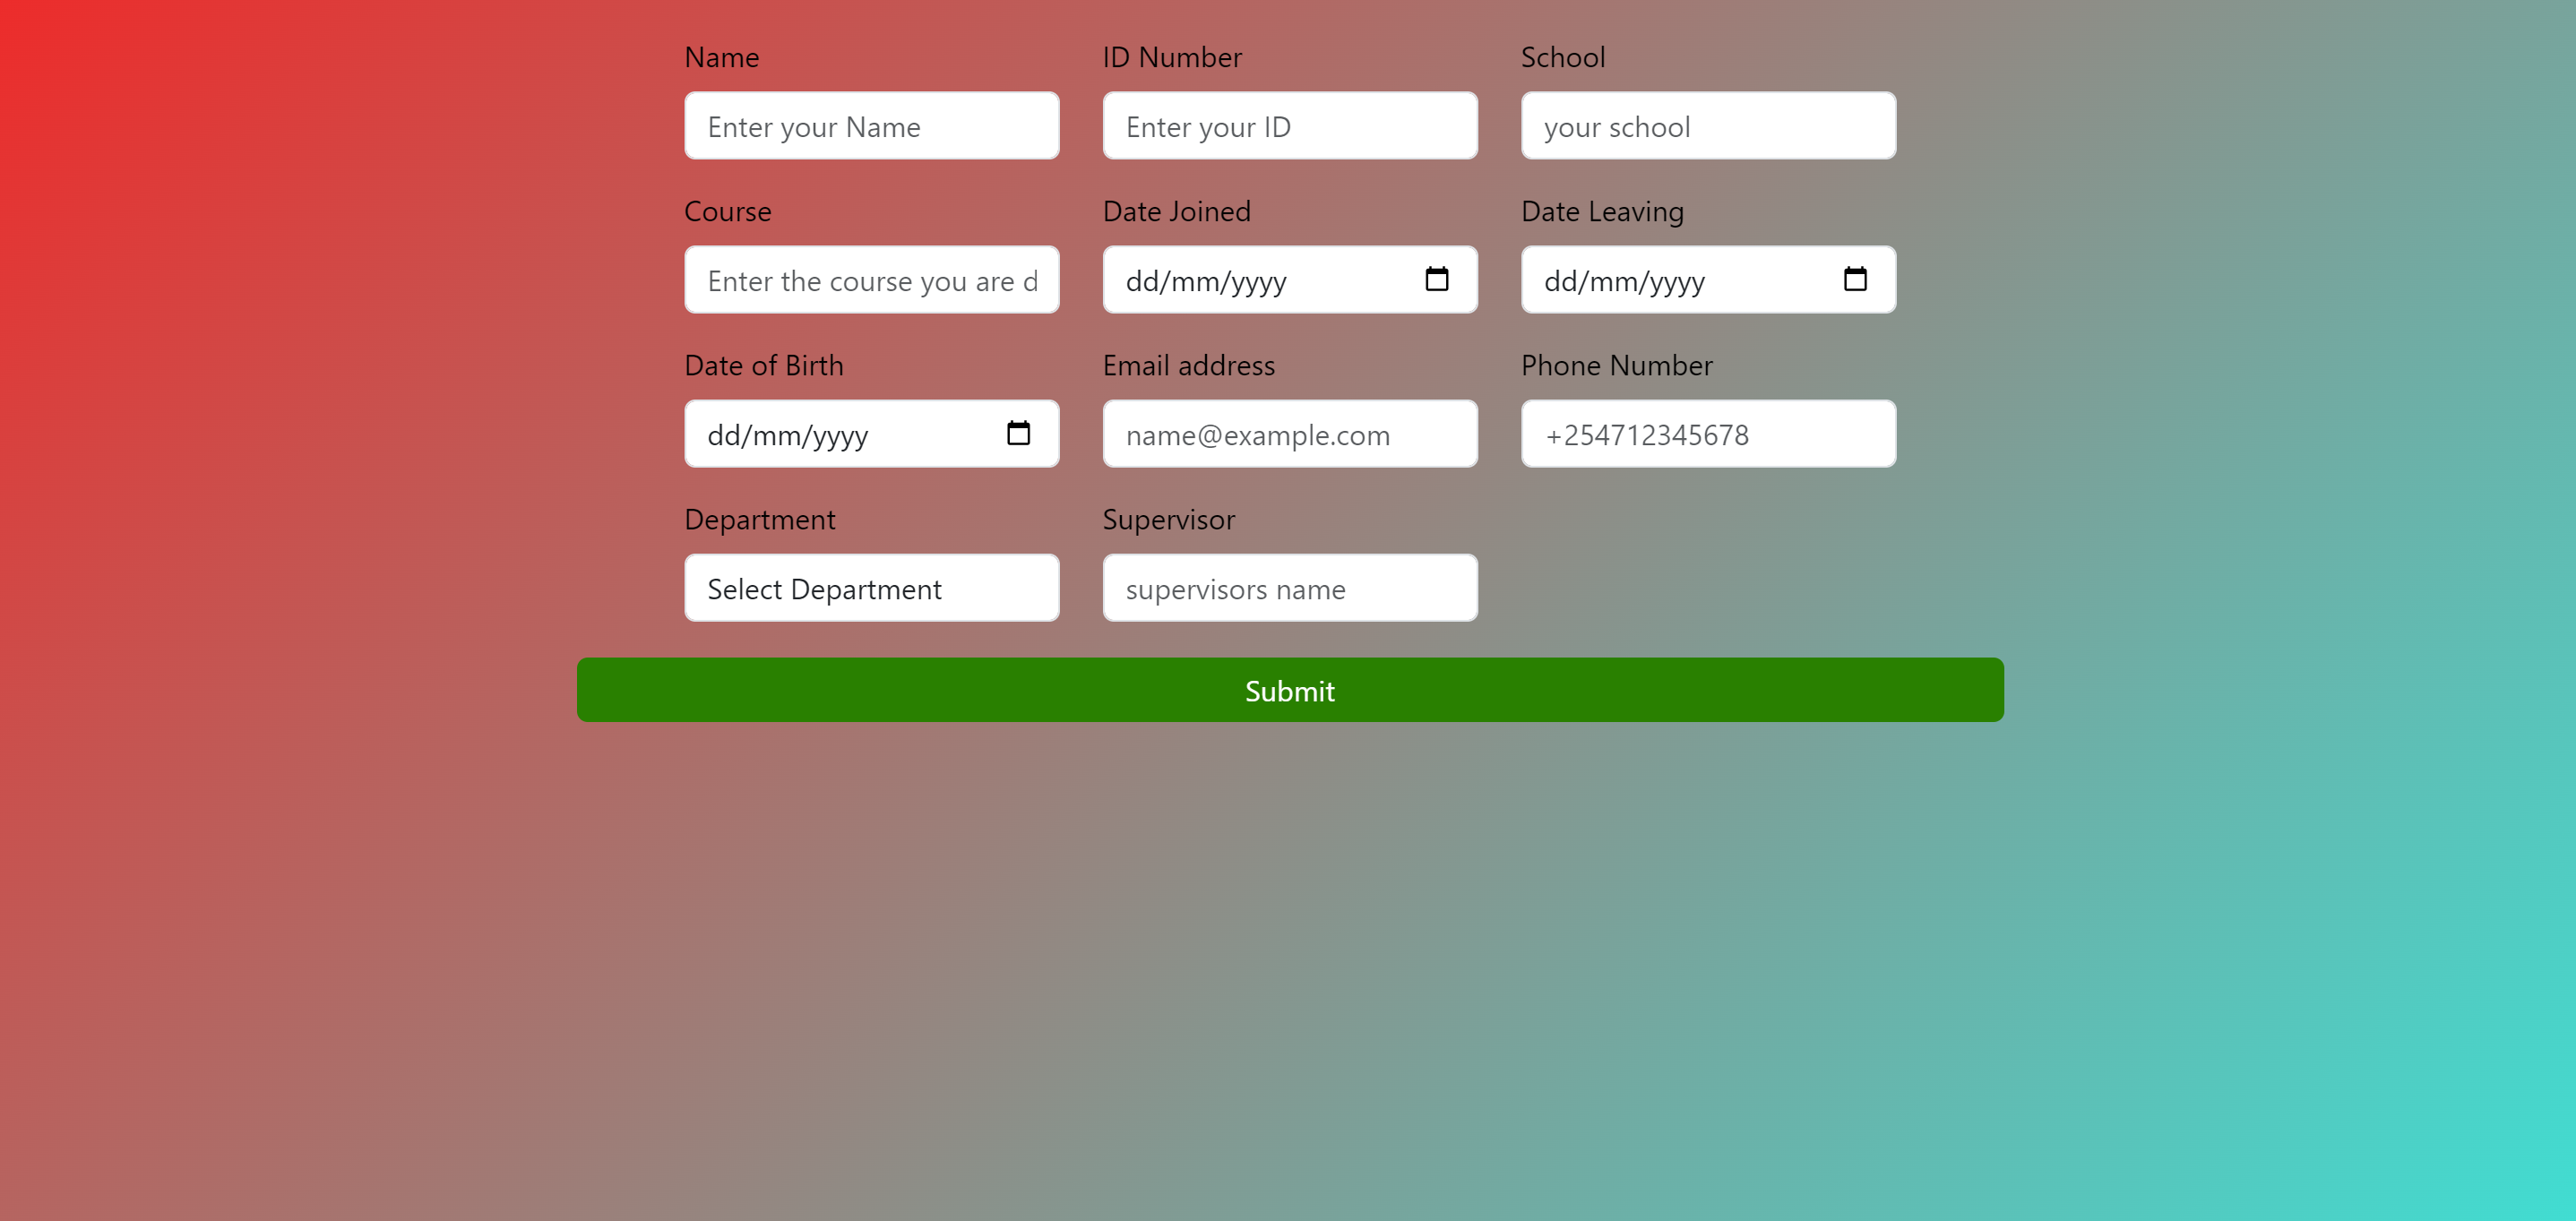 Name ID Number School
Enter your Name Enter your ID your school
Course Date Joined Date Leaving
Enter the course you are d dd/mm/yyyy dd/mm/yyyy
Date of Birth Email address Phone Number
dd/mm/yyyy name@example.com +254712345678
Department Supervisor
Select Department supervisors name
Submit